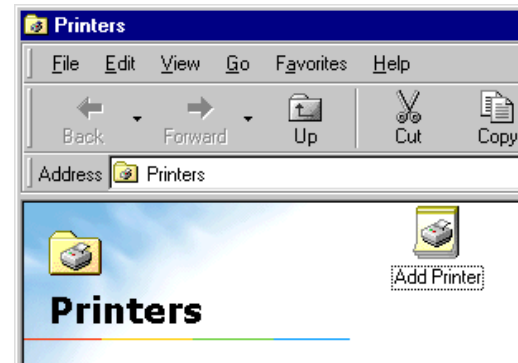 Printers
File Edit View Go Favorites Help
Back Forward Up Cut Copy
Address Printers
Add Printer
Printers